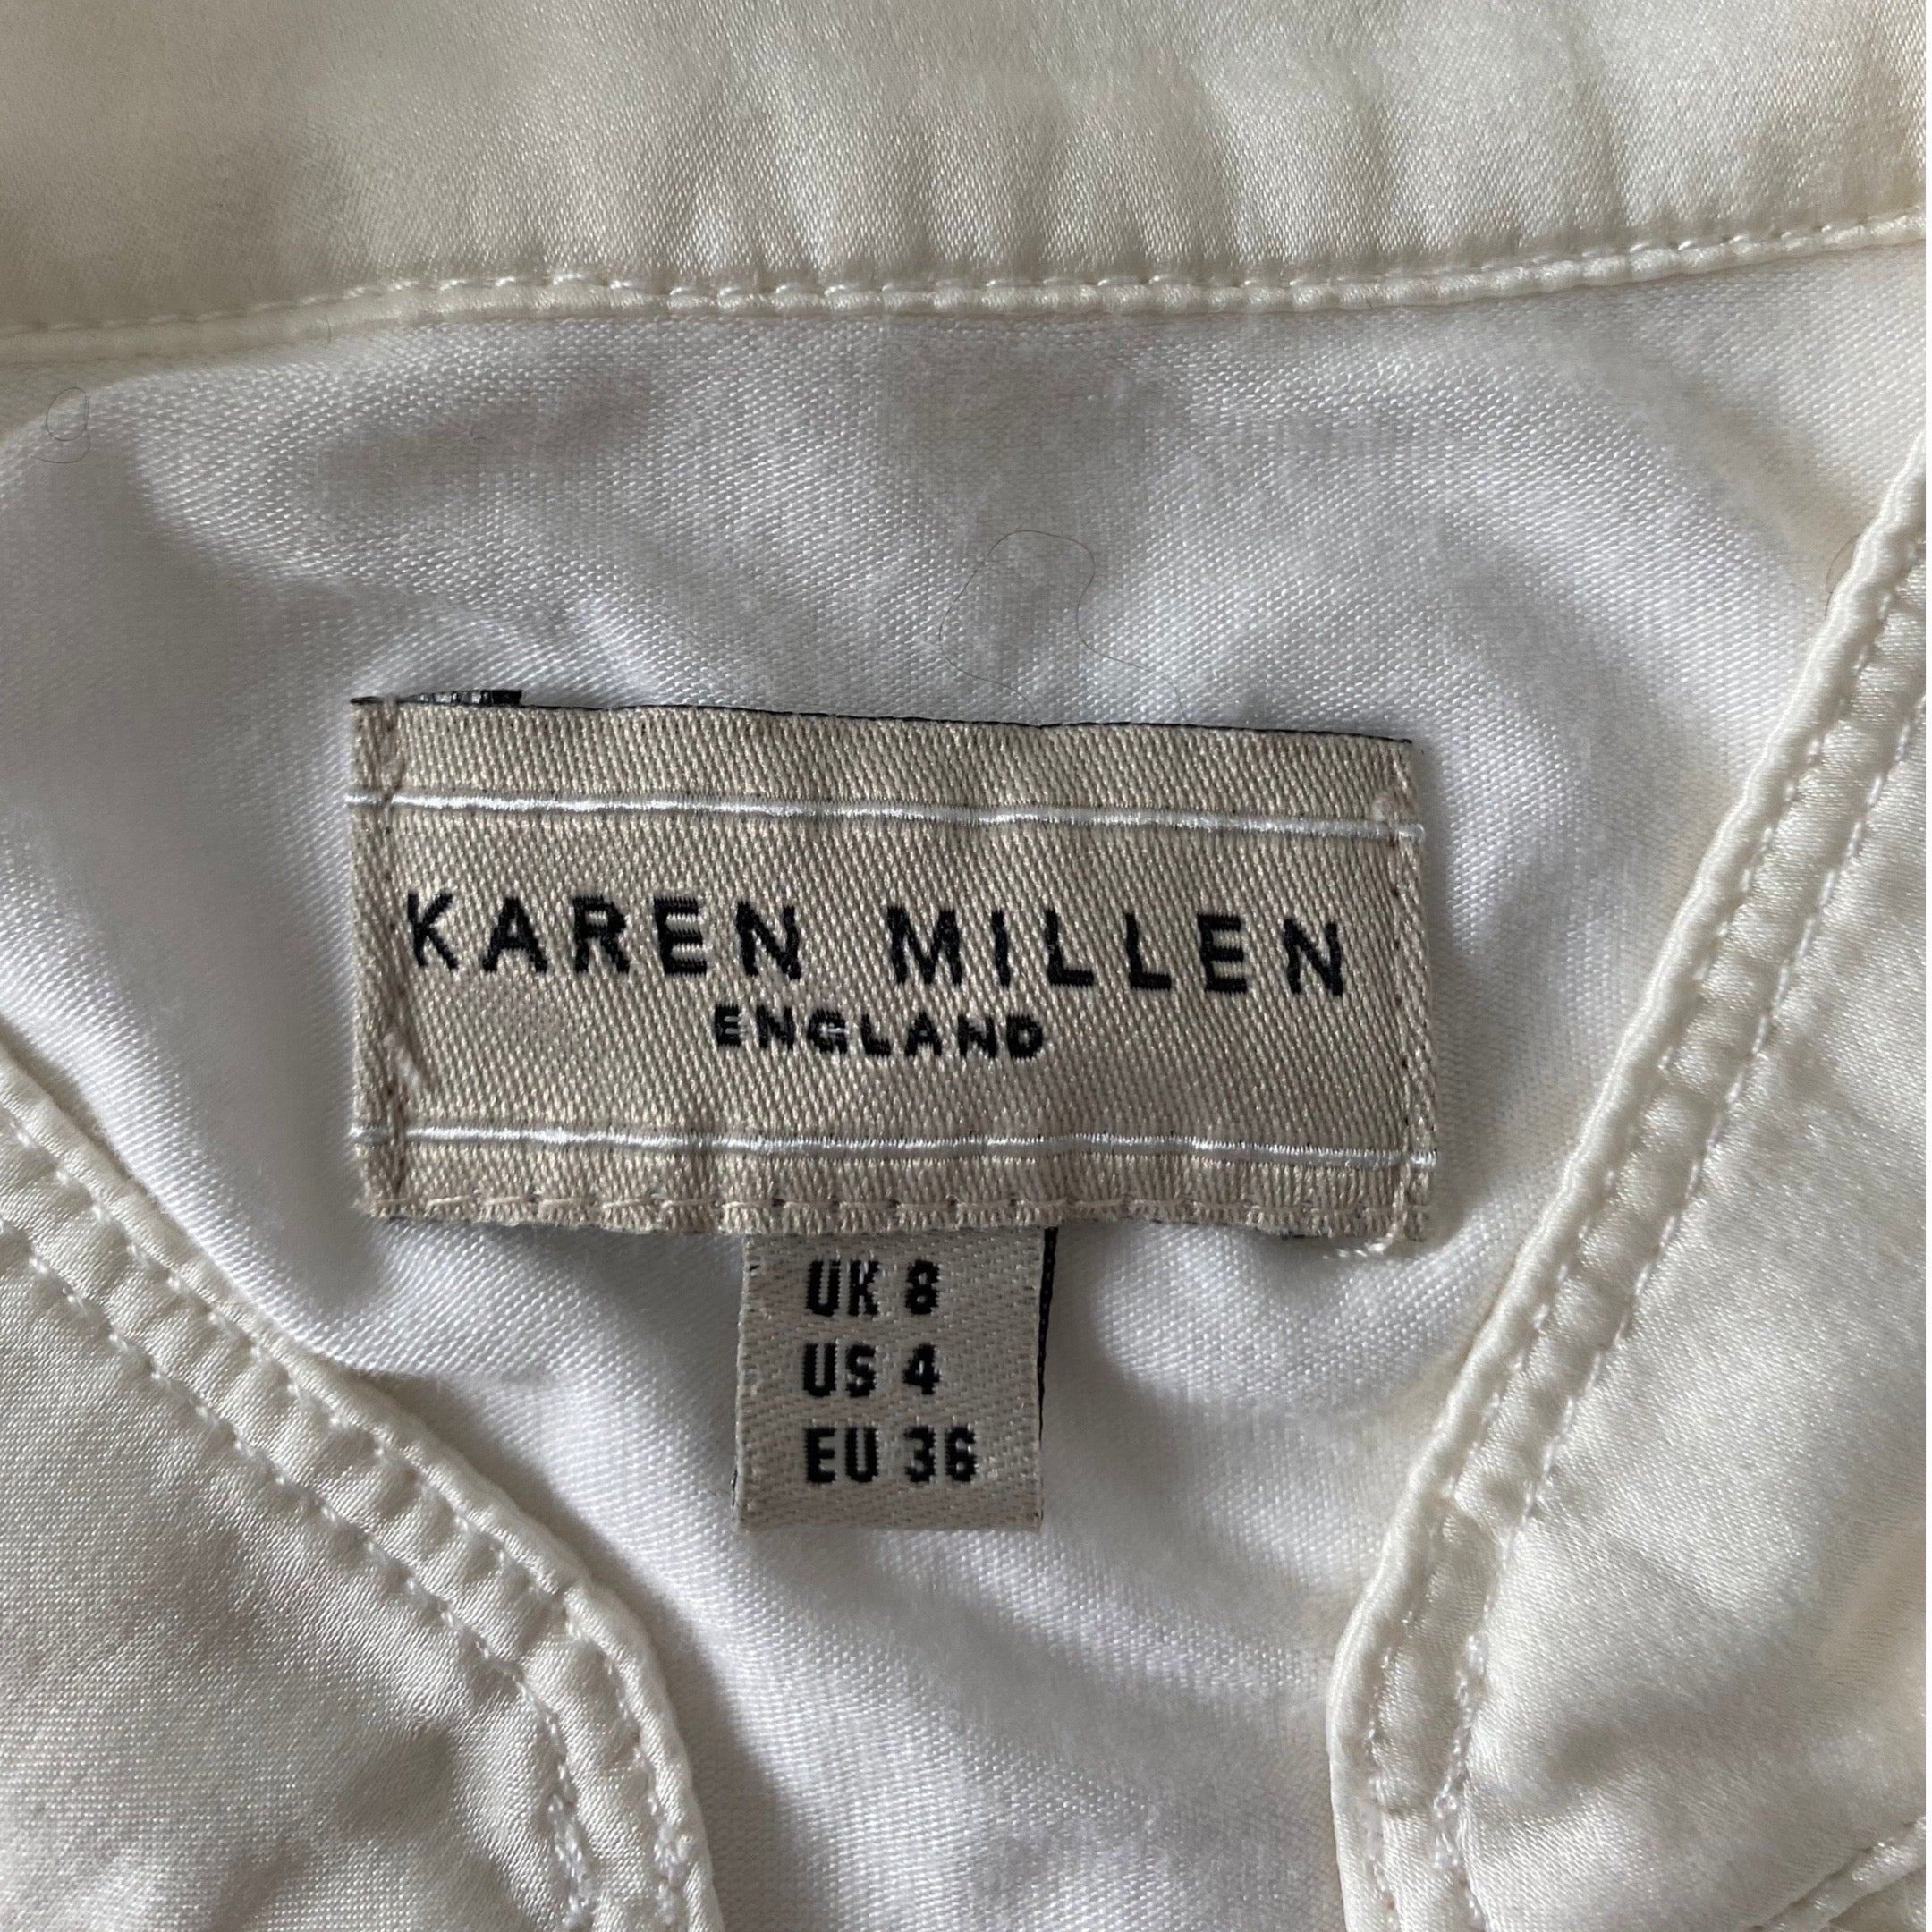 KAREN MILLEN
ENGLAND
UK 8
US 4
EU 36